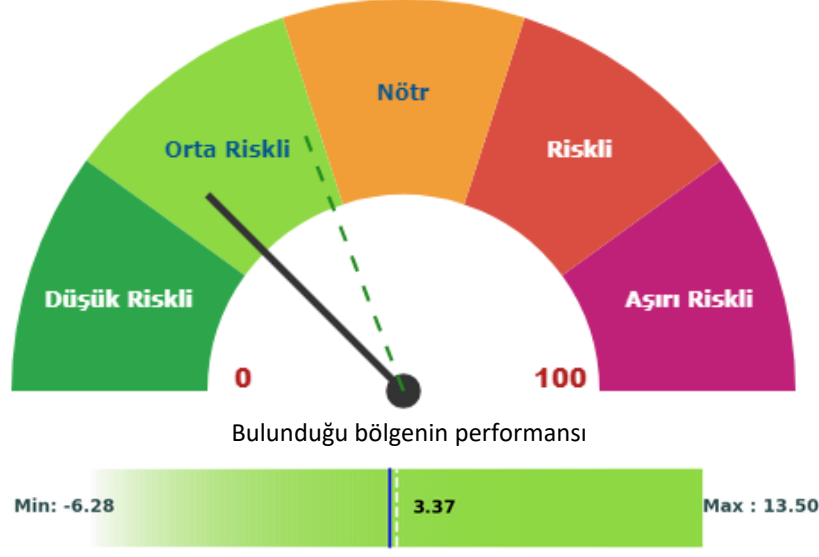 Nötr
Orta Riskli
Riskli
Düşük Riskli
Aşırı Riskli
0
100
Bulunduğu bölgenin performansı
Min: -6.28
3.37
Max : 13.50